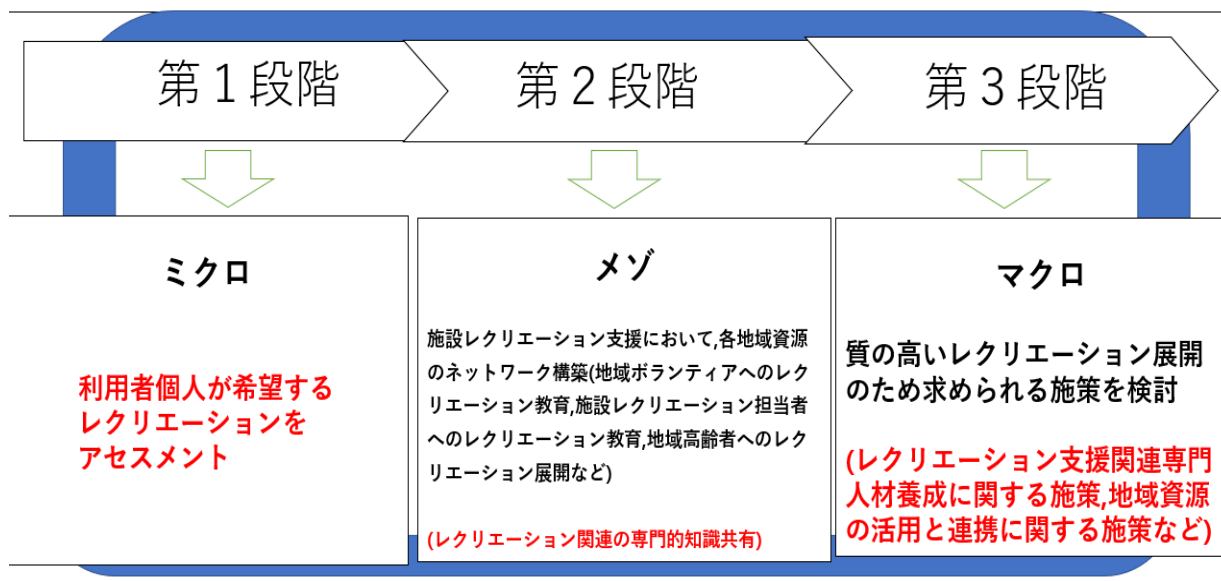 第１段階
第２段階
第３段階
ミクロ
利用者個人が希望する
レクリエーションを
アセスメント
メゾ
施設レクリエーション支援において,各地域資源
のネットワーク構築(地域ボランティアへのレク
リエーション教育,施設レクリエーション担当者
へのレクリエーション教育,地域高齢者へのレク
リエーション展開など)
(レクリエーション関連の専門的知識共有)
マクロ
質の高いレクリエーション展開
のため求められる施策を検討
(レクリエーション支援関連専門
人材養成に関する施策,地域資源
の活用と連携に関する施策など)